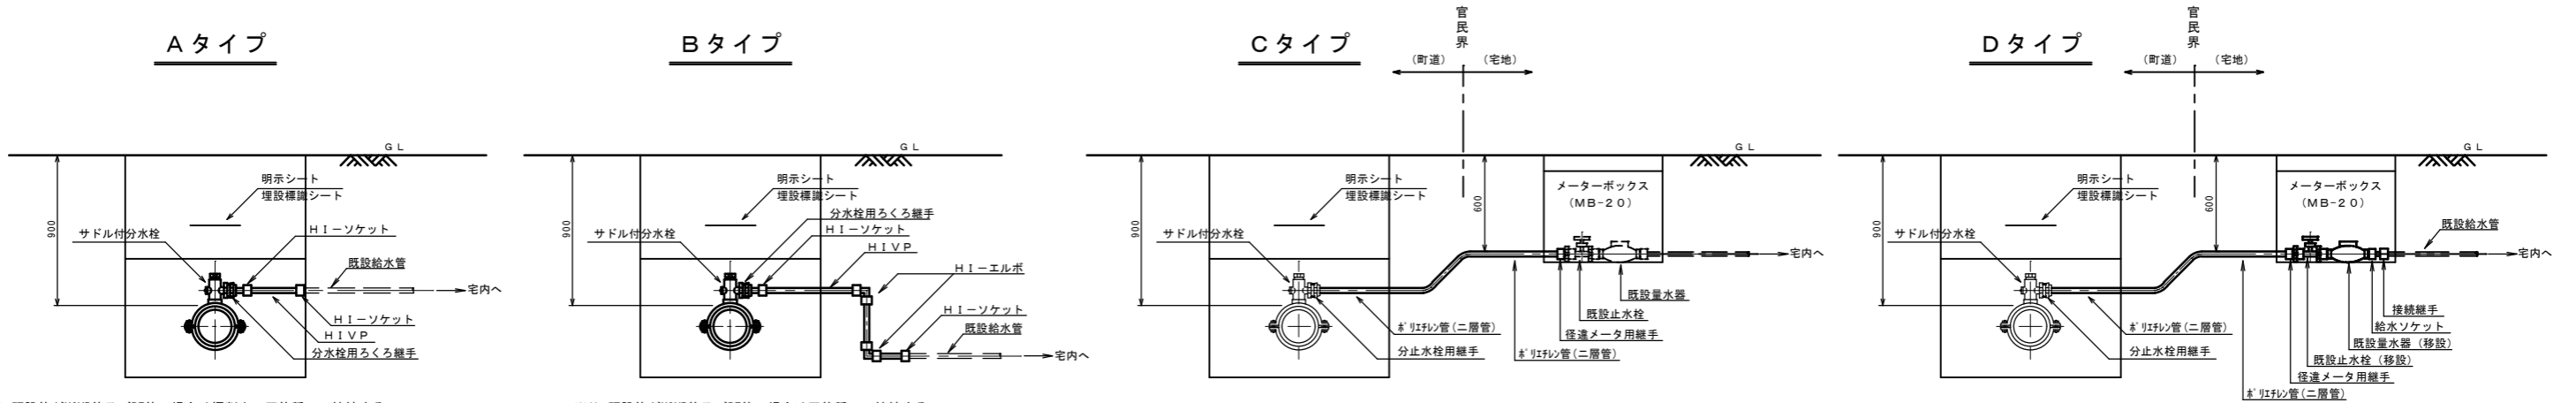 Aタイプ
GL
900
明示シート
埋設標識シート
サドル付分水栓
HI－ソケット
既設給水管
宅内へ
HI－ソケット
HIVP
分水栓用ろくろ継手
Bタイプ
GL
900
明示シート
埋設標識シート
分水栓用ろくろ継手
サドル付分水栓
HI－ソケット
HIVP
HI－エルボ
HI－ソケット
既設給水管
宅内へ
Cタイプ
官民界
（町道）
（宅地）
GL
900
600
明示シート
埋設標識シート
メーターボックス
（MB-20）
サドル付分水栓
宅内へ
既設量水器
既設止水栓
ﾎﾟﾘｴﾁﾚﾝ管(二層管)
径違メータ用継手
分止水栓用継手
ﾎﾟﾘｴﾁﾚﾝ管(二層管)
Dタイプ
官民界
（町道）
（宅地）
GL
900
600
明示シート
埋設標識シート
メーターボックス
（MB-20）
既設給水管
サドル付分水栓
宅内へ
接続継手
ﾎﾟﾘｴﾁﾚﾝ管(二層管)
給水ソケット
既設量水器（移設）
分止水栓用継手
既設止水栓（移設）
径違メータ用継手
ﾎﾟﾘｴﾁﾚﾝ管(二層管)